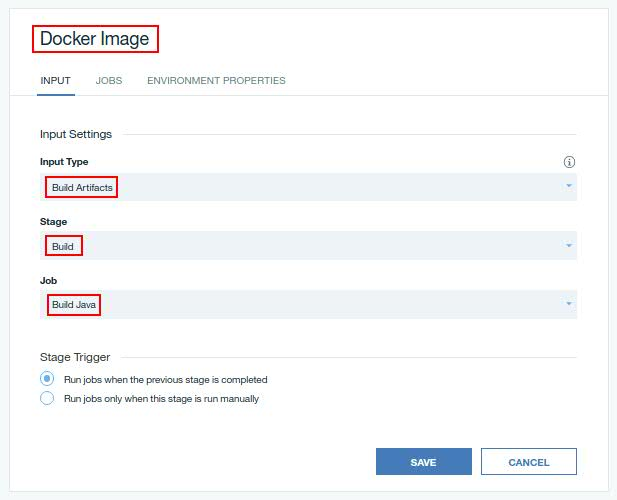 Docker Image
INPUT JOBS ENVIRONMENT PROPERTIES
Input Settings
Input Type
Build Artifacts
Stage
Build
Job
Build Java
Stage Trigger
Run jobs when the previous stage is completed
Run jobs only when this stage is run manually
SAVE CANCEL